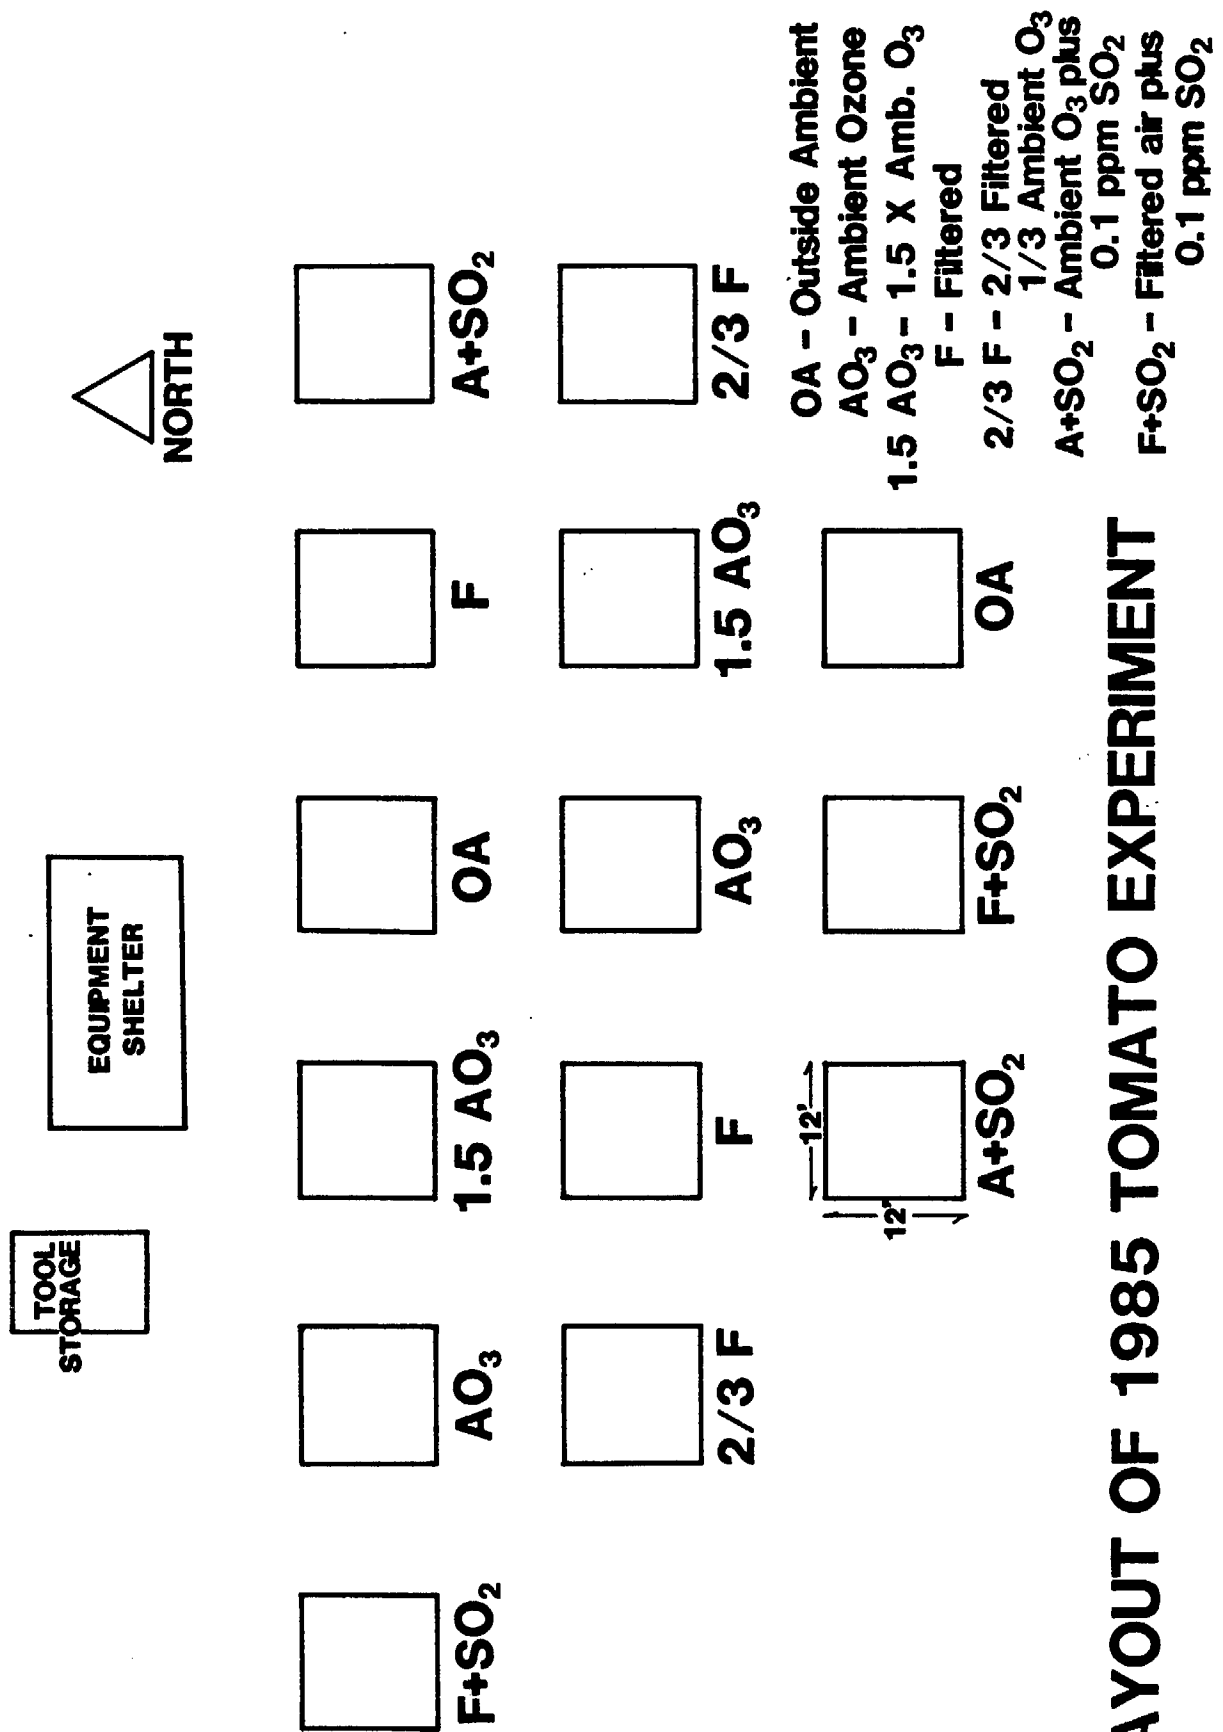 TOOL
STORAGE
EQUIPMENT
SHELTER
NORTH
F+SO₂
AO₃
1.5 AO₃
OA
F
A+SO₂
2/3 F
F
AO₃
1.5 AO₃
2/3 F
12'
12'
A+SO₂
F+SO₂
OA
OA – Outside Ambient
AO₃ – Ambient Ozone
1.5 AO₃ – 1.5 X Amb. O₃
F – Filtered
2/3 F – 2/3 Filtered
1/3 Ambient O₃
A+SO₂ – Ambient O₃ plus
0.1 ppm SO₂
F+SO₂ – Filtered air plus
0.1 ppm SO₂
AYOUT OF 1985 TOMATO EXPERIMENT